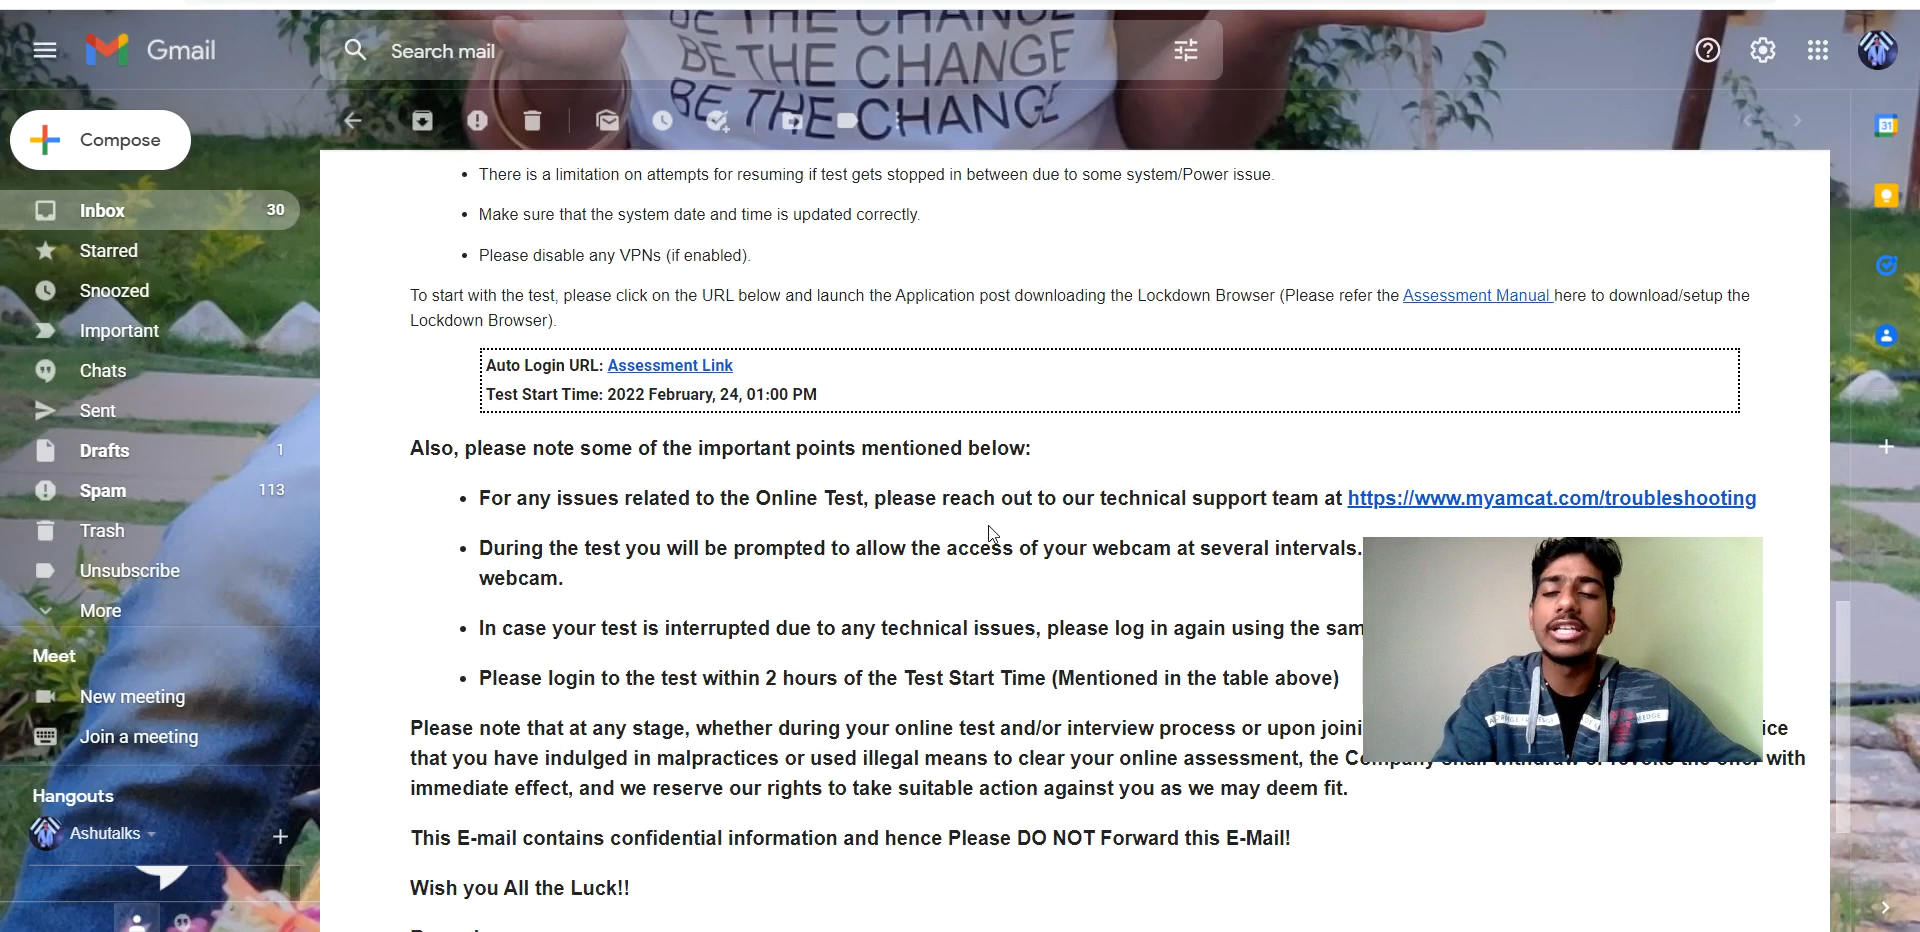 BE THE CHANGE
BE THE CHANGE
BE THE CHANGE
Gmail
Search mail
Compose
Inbox 30
Starred
Snoozed
Important
Chats
Sent
Drafts 1
Spam 113
Trash
Unsubscribe
More
Meet
New meeting
Join a meeting
Hangouts
Ashutalks
31
There is a limitation on attempts for resuming if test gets stopped in between due to some system/Power issue.
Make sure that the system date and time is updated correctly.
Please disable any VPNs (if enabled).
To start with the test, please click on the URL below and launch the Application post downloading the Lockdown Browser (Please refer the Assessment Manual here to download/setup the
Lockdown Browser).
Auto Login URL: Assessment Link
Test Start Time: 2022 February, 24, 01:00 PM
Also, please note some of the important points mentioned below:
For any issues related to the Online Test, please reach out to our technical support team at https://www.myamcat.com/troubleshooting
During the test you will be prompted to allow the access of your webcam at several intervals.
webcam.
In case your test is interrupted due to any technical issues, please log in again using the sam
Please login to the test within 2 hours of the Test Start Time (Mentioned in the table above)
Please note that at any stage, whether during your online test and/or interview process or upon joini ice
that you have indulged in malpractices or used illegal means to clear your online assessment, the Company shall withdraw or revoke the offer with
immediate effect, and we reserve our rights to take suitable action against you as we may deem fit.
This E-mail contains confidential information and hence Please DO NOT Forward this E-Mail!
Wish you All the Luck!!